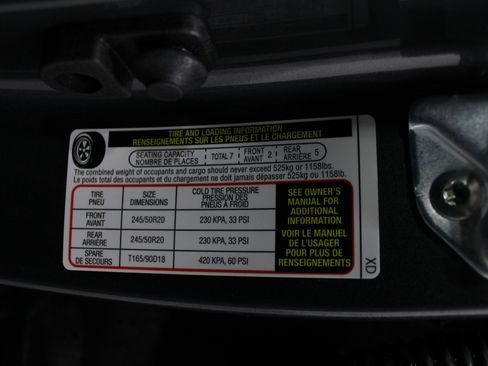 TIRE AND LOADING INFORMATION
RENSEIGNEMENTS SUR LES PNEUS ET LE CHARGEMENT
SEATING CAPACITY TOTAL 7 FRONT 2 REAR 5
NOMBRE DE PLACES AVANT ARRIÈRE
The combined weight of occupants and cargo should never exceed 525kg or 1158lbs.
Le poids total des occupants et du chargement ne doit jamais dépasser 525kg ou 1158lb.
TIRE SIZE COLD TIRE PRESSURE
PNEU DIMENSIONS PRESSION DES PNEUS À FROID
FRONT AVANT 245/50R20 230 KPA, 33 PSI
REAR ARRIÈRE 245/50R20 230 KPA, 33 PSI
SPARE DE SECOURS T165/90D18 420 KPA, 60 PSI
SEE OWNER'S
MANUAL FOR
ADDITIONAL
INFORMATION
VOIR LE MANUEL
DE L'USAGER
POUR PLUS DE
RENSEIGNEMENTS
XD